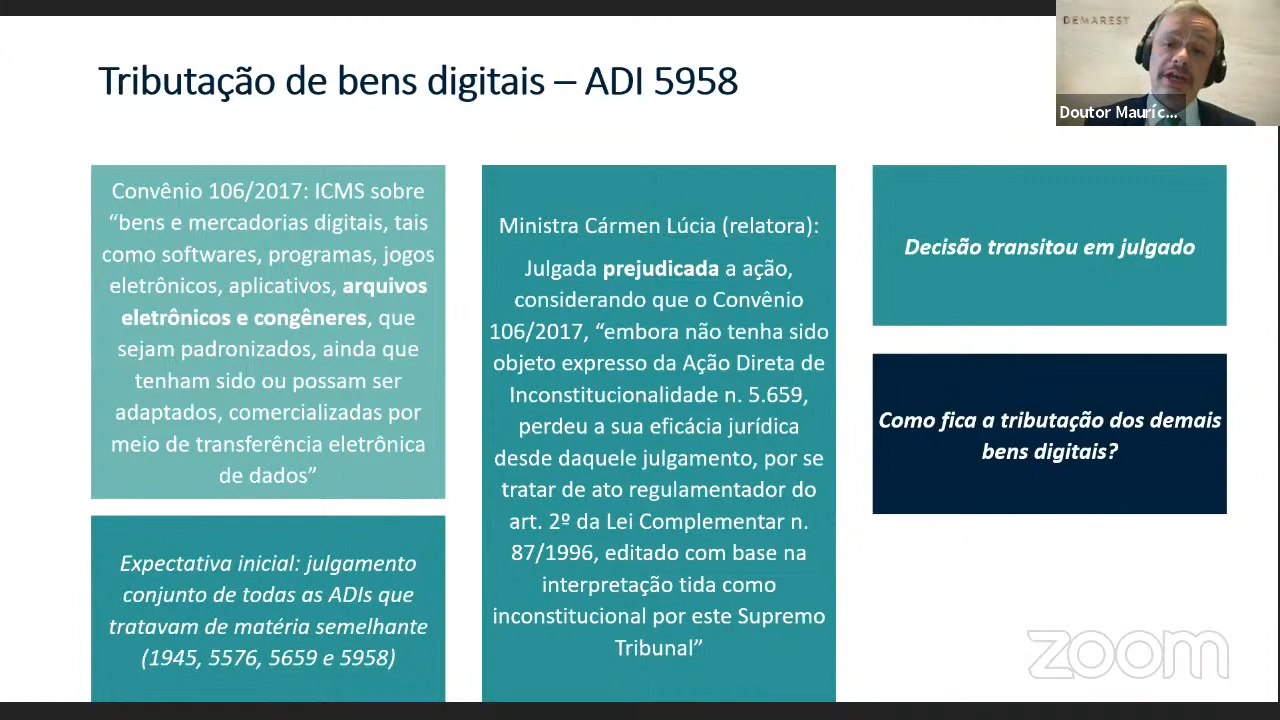 Tributação de bens digitais – ADI 5958
DEMAREST
Doutor Mauríc...
Convênio 106/2017: ICMS sobre
“bens e mercadorias digitais, tais
como softwares, programas, jogos
eletrônicos, aplicativos, arquivos
eletrônicos e congêneres, que
sejam padronizados, ainda que
tenham sido ou possam ser
adaptados, comercializadas por
meio de transferência eletrônica
de dados”
Expectativa inicial: julgamento
conjunto de todas as ADIs que
tratavam de matéria semelhante
(1945, 5576, 5659 e 5958)
Ministra Cármen Lúcia (relatora):
Julgada prejudicada a ação,
considerando que o Convênio
106/2017, “embora não tenha sido
objeto expresso da Ação Direta de
Inconstitucionalidade n. 5.659,
perdeu a sua eficácia jurídica
desde daquele julgamento, por se
tratar de ato regulamentador do
art. 2º da Lei Complementar n.
87/1996, editado com base na
interpretação tida como
inconstitucional por este Supremo
Tribunal”
Decisão transitou em julgado
Como fica a tributação dos demais
bens digitais?
zoom